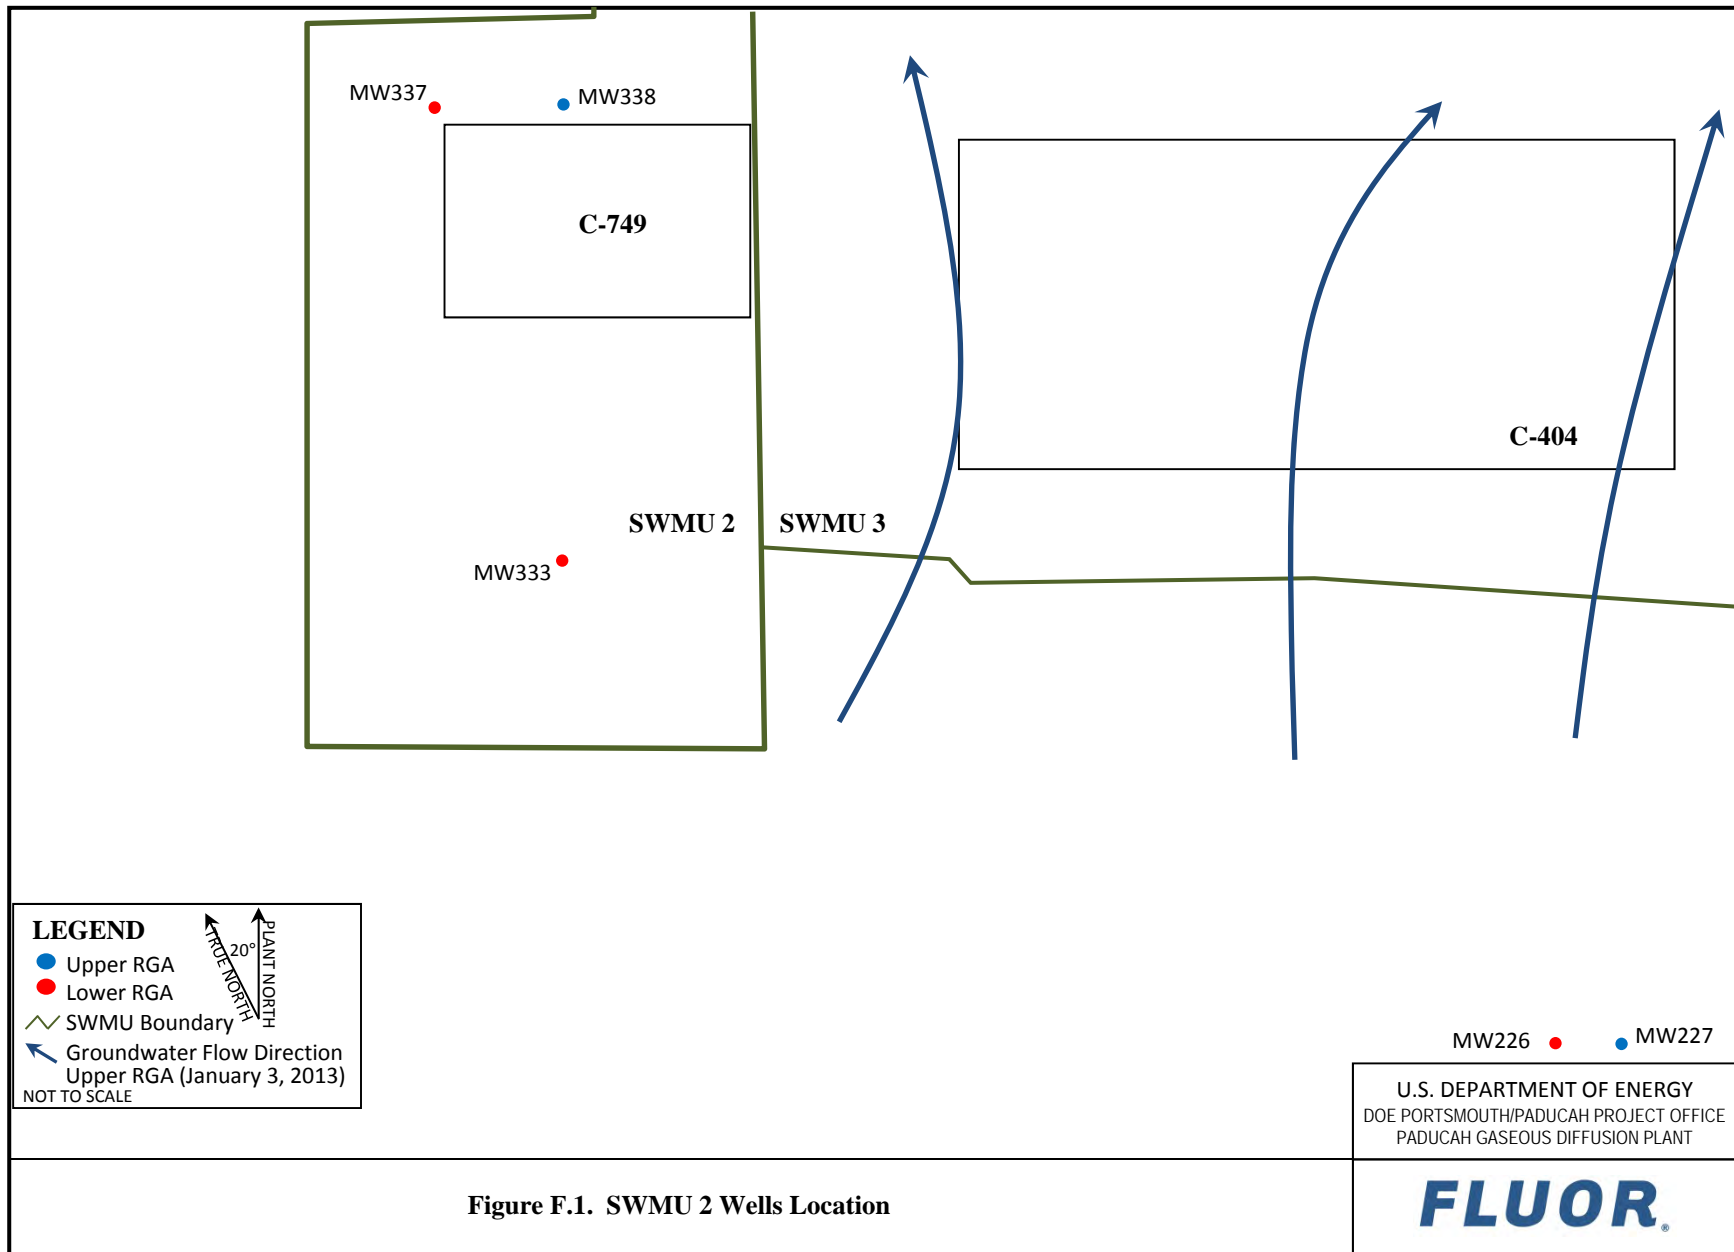 MW337
MW338
C-749
C-404
SWMU 2
SWMU 3
MW333
LEGEND
Upper RGA
Lower RGA
SWMU Boundary
Groundwater Flow Direction
Upper RGA (January 3, 2013)
NOT TO SCALE
TRUE NORTH
20°
PLANT NORTH
MW226
MW227
U.S. DEPARTMENT OF ENERGY
DOE PORTSMOUTH/PADUCAH PROJECT OFFICE
PADUCAH GASEOUS DIFFUSION PLANT
Figure F.1. SWMU 2 Wells Location
FLUOR®